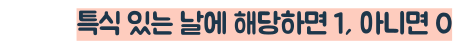 특식 있는 날에 해당하면 1, 아니면 0